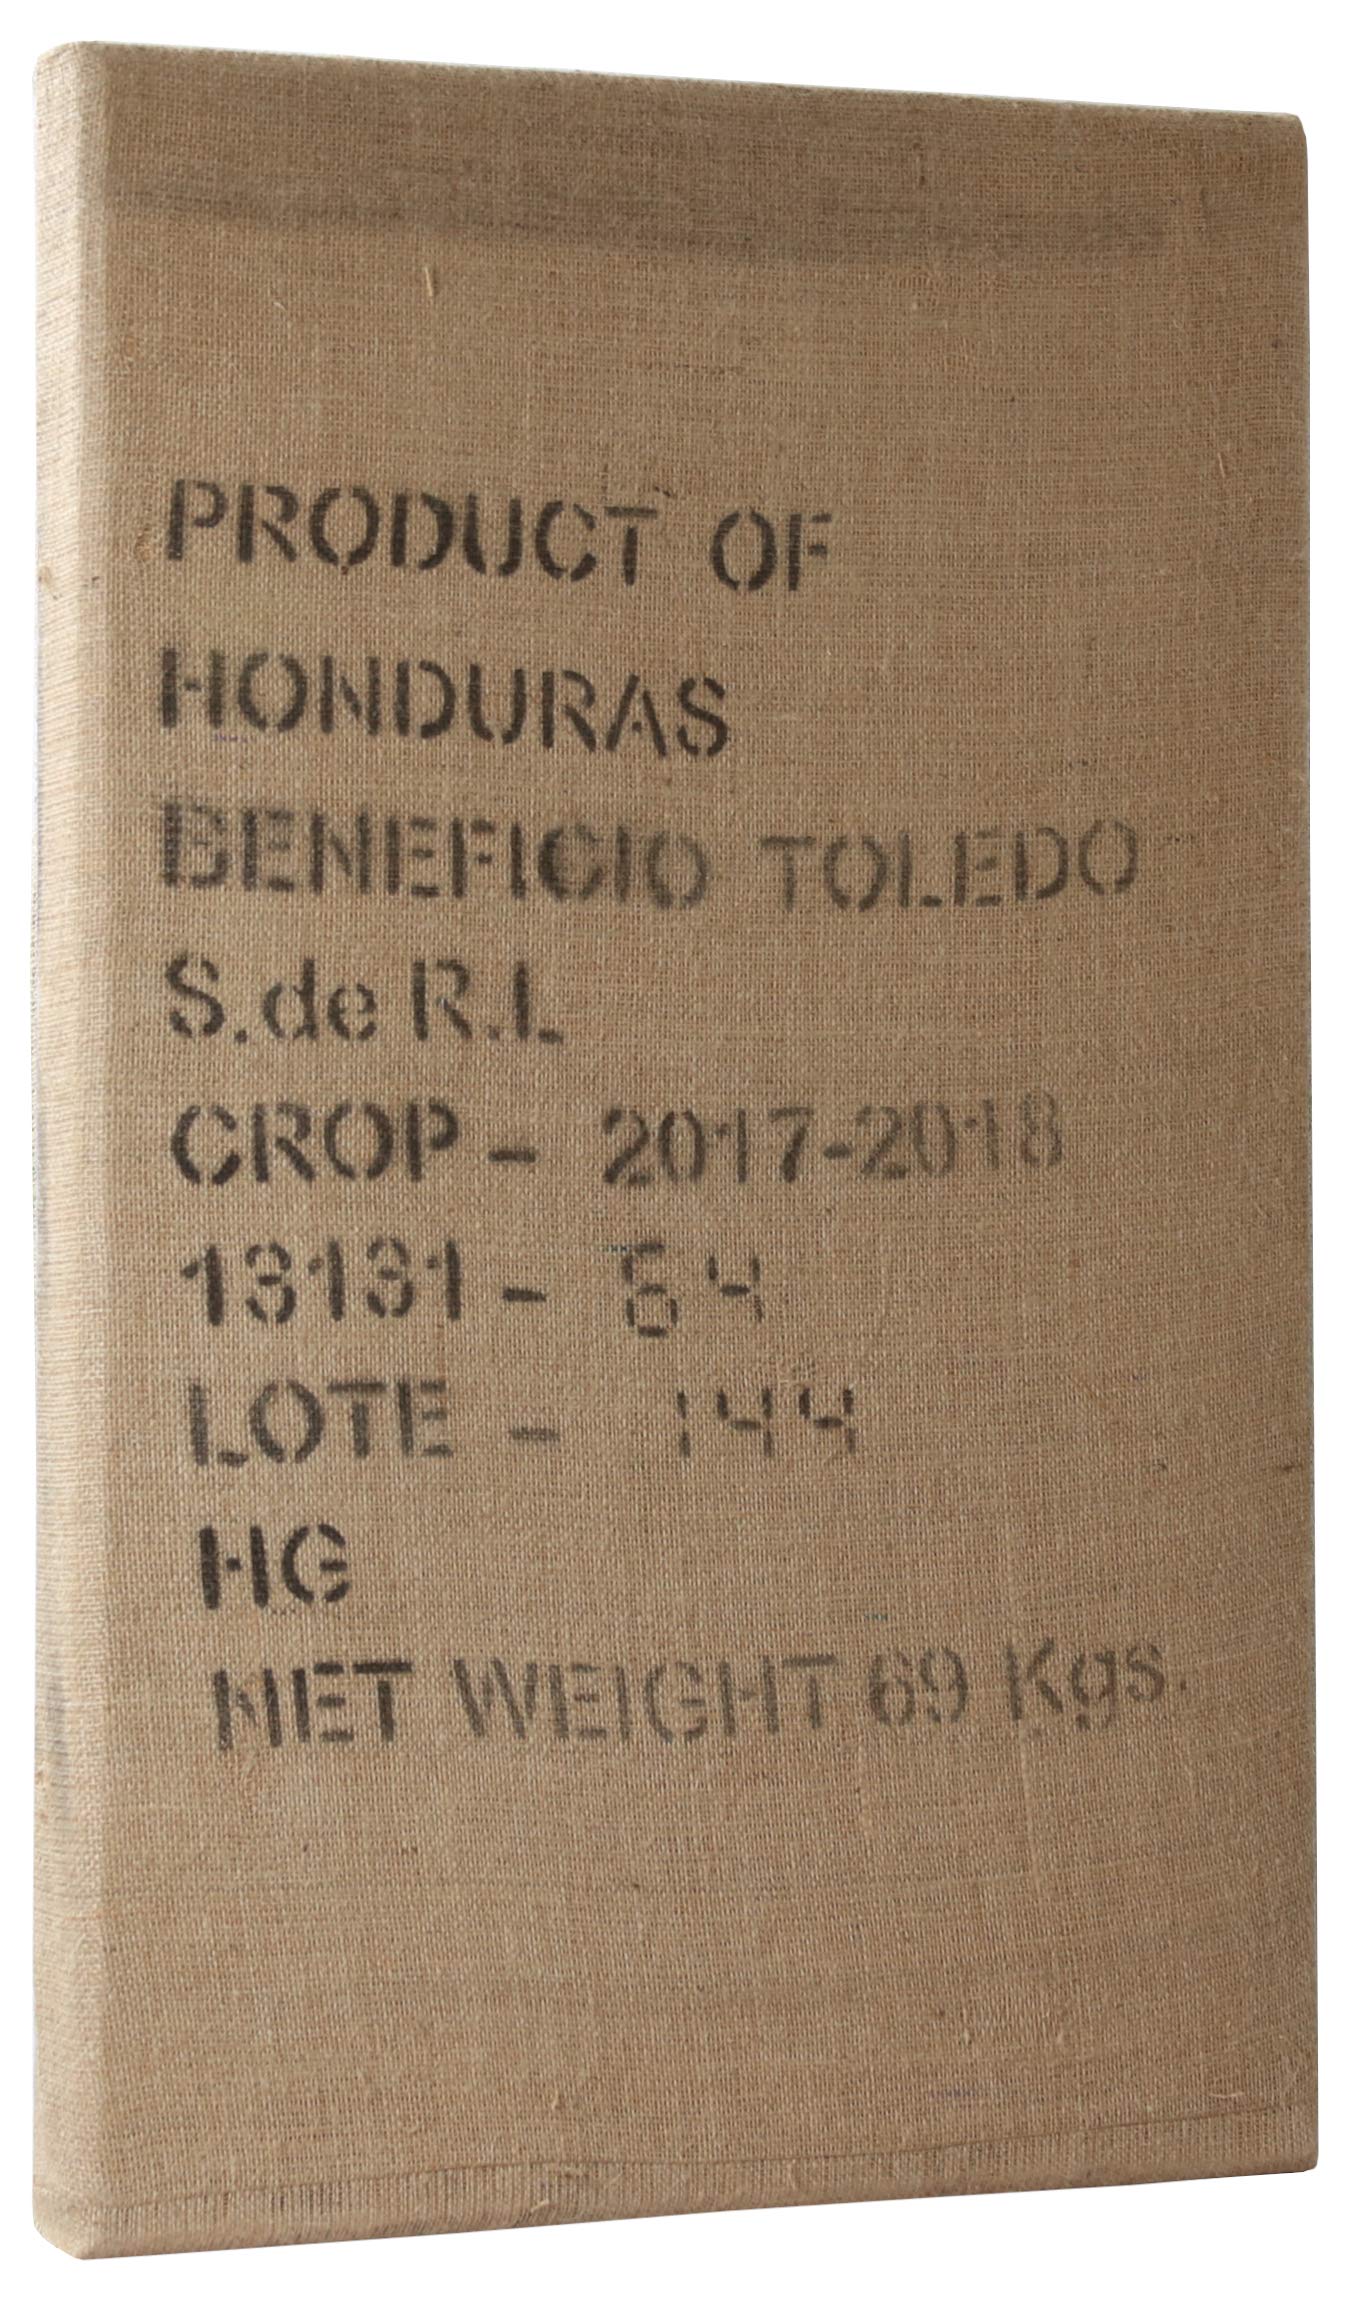 PRODUCT OF
HONDURAS
BENEFICIO TOLEDO
S.de R.L
CROP - 2017-2018
13131 - 64
LOTE - 144
HG
NET WEIGHT 69 Kgs.